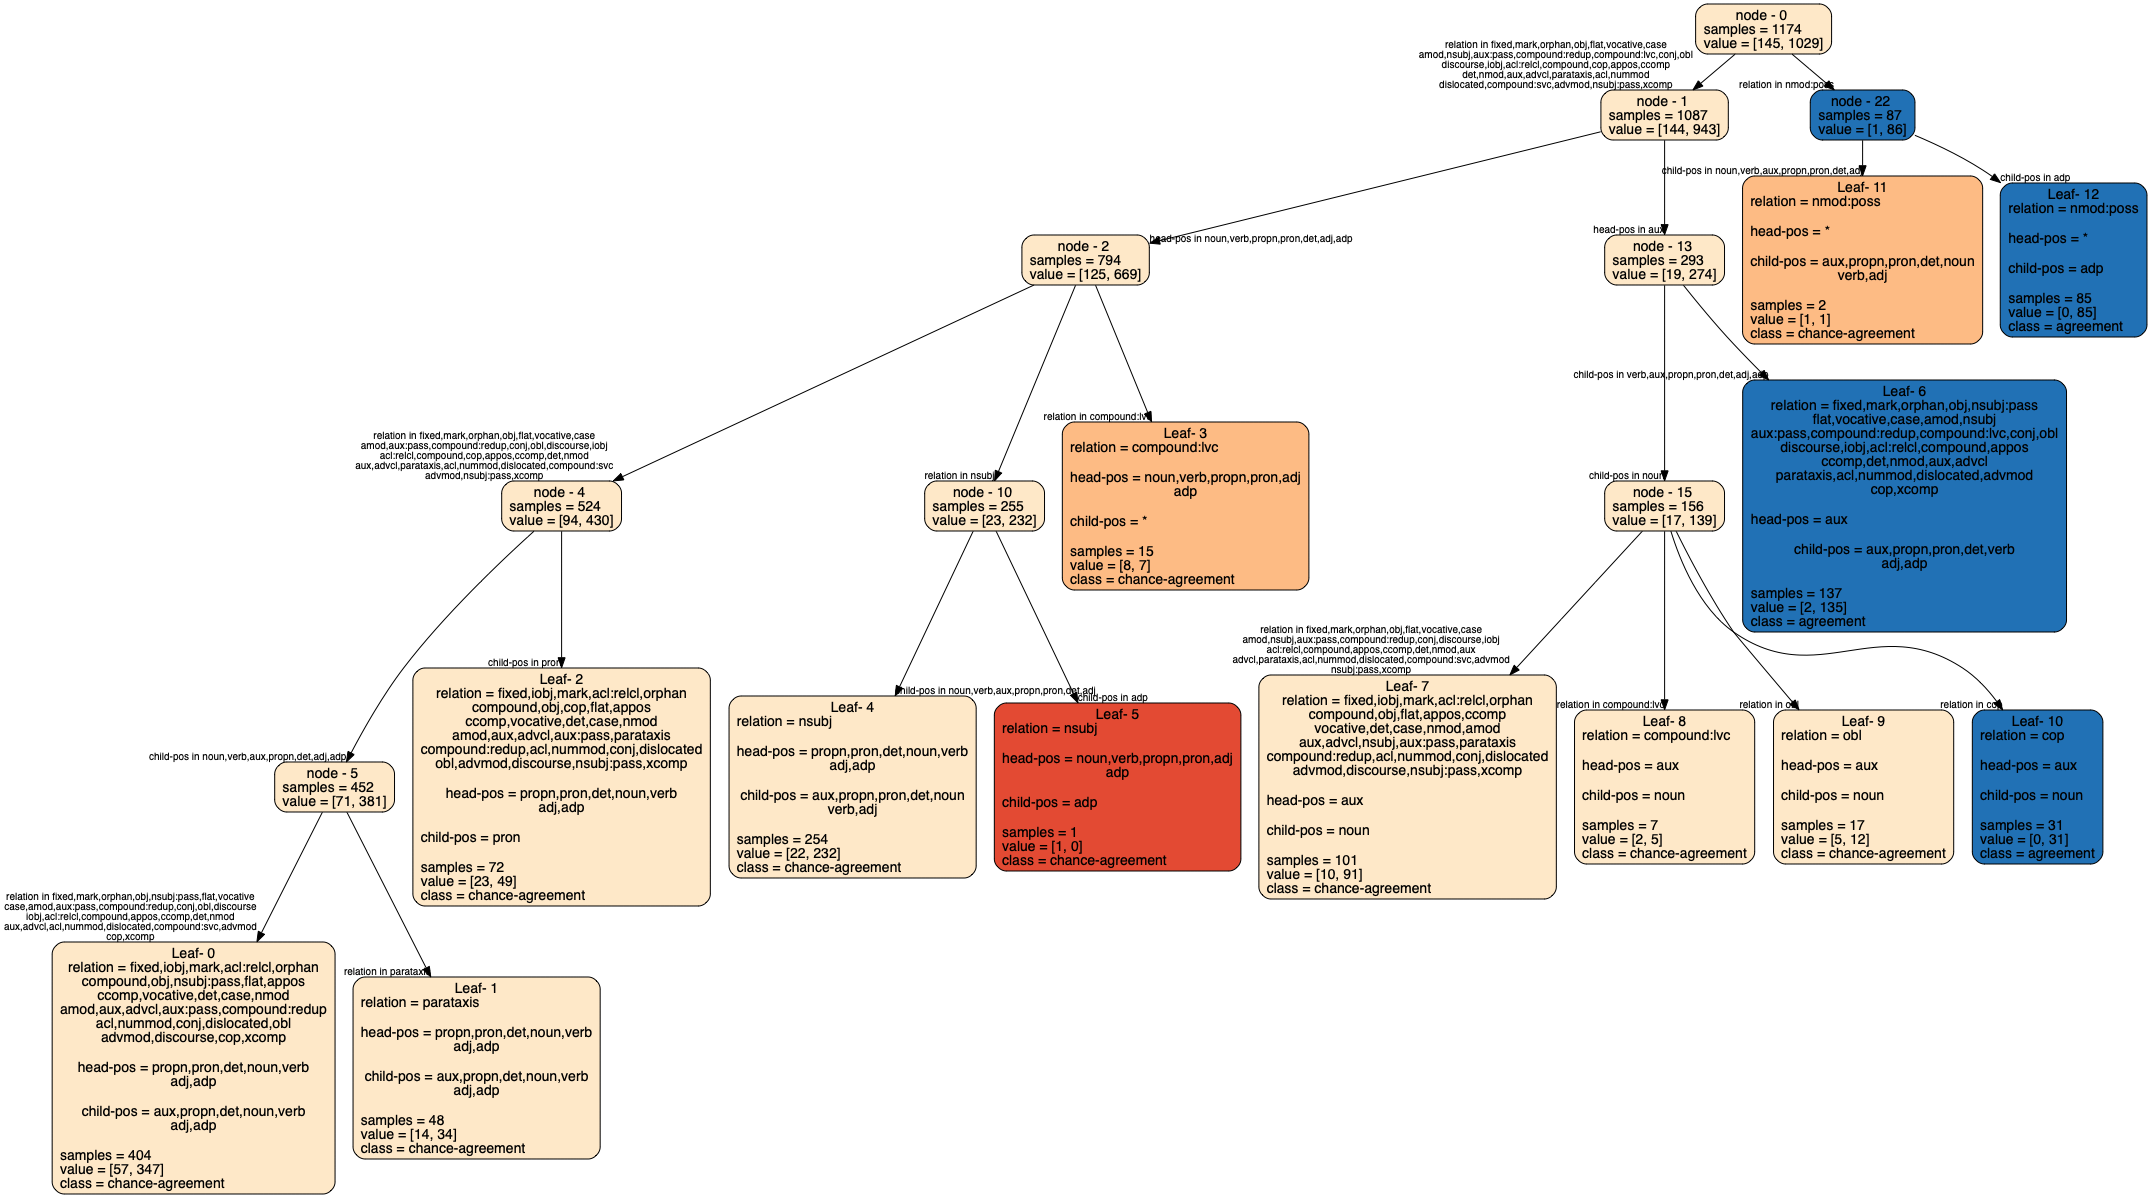 node - 0
samples = 1174
value = [145, 1029]
relation in fixed,mark,orphan,obj,flat,vocative,case
amod,nsubj,aux:pass,compound:redup,compound:lvc,conj,obl
discourse,iobj,acl:relcl,compound,cop,appos,ccomp
det,nmod,aux,advcl,parataxis,acl,nummod
dislocated,compound:svc,advmod,nsubj:pass,xcomp
relation in nmod:poss
node - 1
samples = 1087
value = [144, 943]
node - 22
samples = 87
value = [1, 86]
head-pos in noun,verb,propn,pron,det,adj,adp
head-pos in aux
child-pos in noun,verb,aux,propn,pron,det,adj
child-pos in adp
node - 2
samples = 794
value = [125, 669]
node - 13
samples = 293
value = [19, 274]
Leaf- 11
relation = nmod:poss
head-pos = *
child-pos = aux,propn,pron,det,noun
verb,adj
samples = 2
value = [1, 1]
class = chance-agreement
Leaf- 12
relation = nmod:poss
head-pos = *
child-pos = adp
samples = 85
value = [0, 85]
class = agreement
relation in fixed,mark,orphan,obj,flat,vocative,case
amod,aux:pass,compound:redup,conj,obl,discourse,iobj
acl:relcl,compound,cop,appos,ccomp,det,nmod
aux,advcl,parataxis,acl,nummod,dislocated,compound:svc
advmod,nsubj:pass,xcomp
relation in nsubj
relation in compound:lvc
child-pos in noun
child-pos in verb,aux,propn,pron,det,adj,adp
node - 4
samples = 524
value = [94, 430]
node - 10
samples = 255
value = [23, 232]
Leaf- 3
relation = compound:lvc
head-pos = noun,verb,propn,pron,adj
adp
child-pos = *
samples = 15
value = [8, 7]
class = chance-agreement
node - 15
samples = 156
value = [17, 139]
Leaf- 6
relation = fixed,mark,orphan,obj,nsubj:pass
flat,vocative,case,amod,nsubj
aux:pass,compound:redup,compound:lvc,conj,obl
discourse,iobj,acl:relcl,compound,appos
ccomp,det,nmod,aux,advcl
parataxis,acl,nummod,dislocated,advmod
cop,xcomp
head-pos = aux
child-pos = aux,propn,pron,det,verb
adj,adp
samples = 137
value = [2, 135]
class = agreement
child-pos in noun,verb,aux,propn,det,adj,adp
child-pos in pron
child-pos in noun,verb,aux,propn,pron,det,adj
child-pos in adp
relation in fixed,mark,orphan,obj,flat,vocative,case
amod,nsubj,aux:pass,compound:redup,conj,discourse,iobj
acl:relcl,compound,appos,ccomp,det,nmod,aux
advcl,parataxis,acl,nummod,dislocated,compound:svc,advmod
nsubj:pass,xcomp
relation in compound:lvc
relation in obl
relation in cop
node - 5
samples = 452
value = [71, 381]
Leaf- 2
relation = fixed,iobj,mark,acl:relcl,orphan
compound,obj,cop,flat,appos
ccomp,vocative,det,case,nmod
amod,aux,advcl,aux:pass,parataxis
compound:redup,acl,nummod,conj,dislocated
obl,advmod,discourse,nsubj:pass,xcomp
head-pos = propn,pron,det,noun,verb
adj,adp
child-pos = pron
samples = 72
value = [23, 49]
class = chance-agreement
Leaf- 4
relation = nsubj
head-pos = propn,pron,det,noun,verb
adj,adp
child-pos = aux,propn,pron,det,noun
verb,adj
samples = 254
value = [22, 232]
class = chance-agreement
Leaf- 5
relation = nsubj
head-pos = noun,verb,propn,pron,adj
adp
child-pos = adp
samples = 1
value = [1, 0]
class = chance-agreement
Leaf- 7
relation = fixed,iobj,mark,acl:relcl,orphan
compound,obj,flat,appos,ccomp
vocative,det,case,nmod,amod
aux,advcl,nsubj,aux:pass,parataxis
compound:redup,acl,nummod,conj,dislocated
advmod,discourse,nsubj:pass,xcomp
head-pos = aux
child-pos = noun
samples = 101
value = [10, 91]
class = chance-agreement
Leaf- 8
relation = compound:lvc
head-pos = aux
child-pos = noun
samples = 7
value = [2, 5]
class = chance-agreement
Leaf- 9
relation = obl
head-pos = aux
child-pos = noun
samples = 17
value = [5, 12]
class = chance-agreement
Leaf- 10
relation = cop
head-pos = aux
child-pos = noun
samples = 31
value = [0, 31]
class = agreement
relation in fixed,mark,orphan,obj,nsubj:pass,flat,vocative
case,amod,aux:pass,compound:redup,conj,obl,discourse
iobj,acl:relcl,compound,appos,ccomp,det,nmod
aux,advcl,acl,nummod,dislocated,compound:svc,advmod
cop,xcomp
relation in parataxis
Leaf- 0
relation = fixed,iobj,mark,acl:relcl,orphan
compound,obj,nsubj:pass,flat,appos
ccomp,vocative,det,case,nmod
amod,aux,advcl,aux:pass,compound:redup
acl,nummod,conj,dislocated,obl
advmod,discourse,cop,xcomp
head-pos = propn,pron,det,noun,verb
adj,adp
child-pos = aux,propn,det,noun,verb
adj,adp
samples = 404
value = [57, 347]
class = chance-agreement
Leaf- 1
relation = parataxis
head-pos = propn,pron,det,noun,verb
adj,adp
child-pos = aux,propn,det,noun,verb
adj,adp
samples = 48
value = [14, 34]
class = chance-agreement